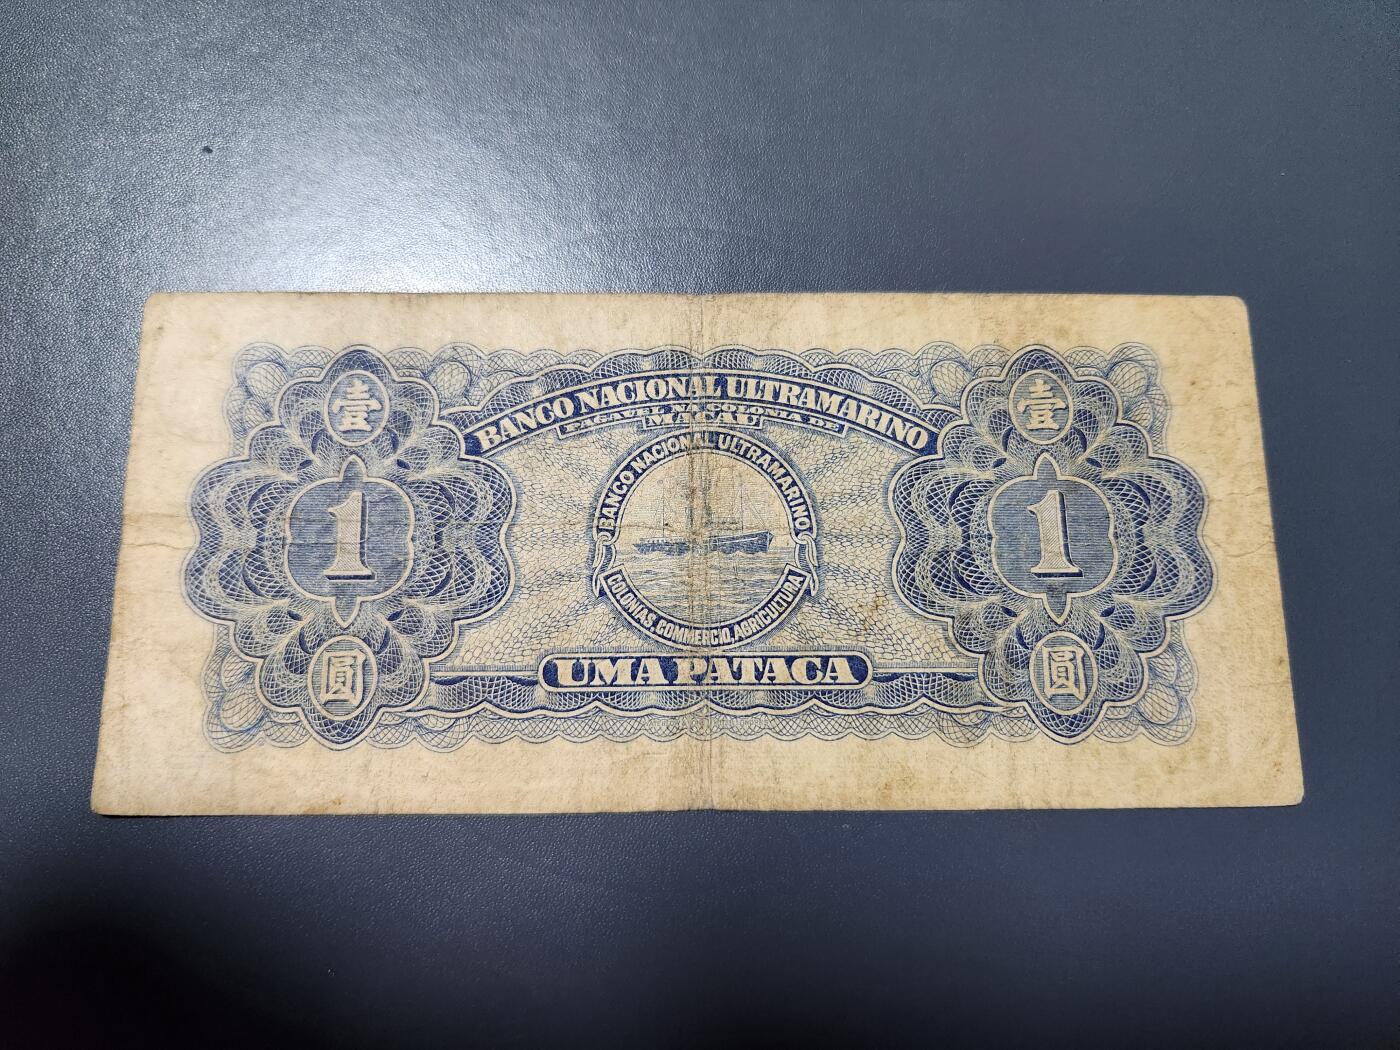 壹
壹
BANCO NACIONAL ULTRAMARINO
PAGAVEL NA COLONIA DE
MACAU
BANCO NACIONAL ULTRAMARINO
1
1
COLONIAS, COMMERCIO, AGRICULTURA
圓
UMA PATACA
圓